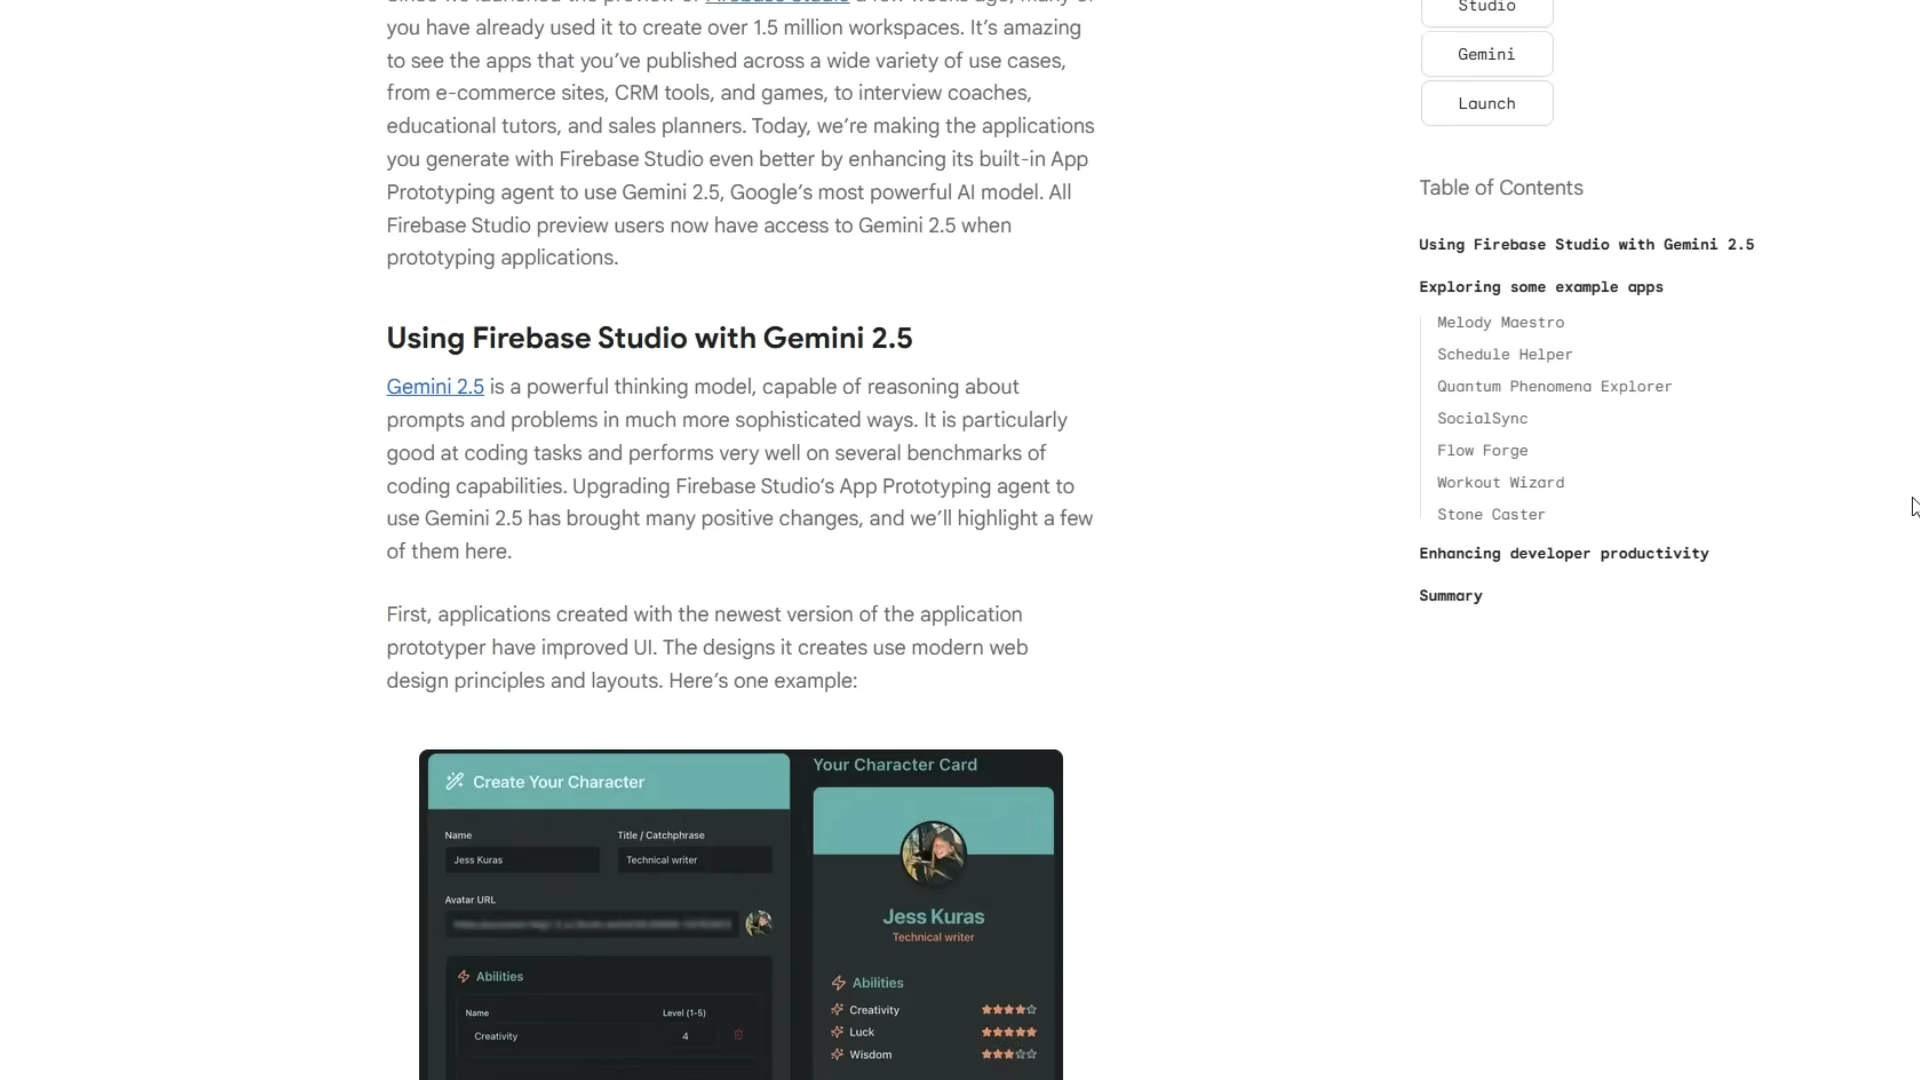 Since we launched the preview of Firebase Studio a few weeks ago, many of
you have already used it to create over 1.5 million workspaces. It’s amazing
to see the apps that you’ve published across a wide variety of use cases,
from e-commerce sites, CRM tools, and games, to interview coaches,
educational tutors, and sales planners. Today, we’re making the applications
you generate with Firebase Studio even better by enhancing its built-in App
Prototyping agent to use Gemini 2.5, Google’s most powerful AI model. All
Firebase Studio preview users now have access to Gemini 2.5 when
prototyping applications.
Using Firebase Studio with Gemini 2.5
Gemini 2.5 is a powerful thinking model, capable of reasoning about
prompts and problems in much more sophisticated ways. It is particularly
good at coding tasks and performs very well on several benchmarks of
coding capabilities. Upgrading Firebase Studio‘s App Prototyping agent to
use Gemini 2.5 has brought many positive changes, and we’ll highlight a few
of them here.
First, applications created with the newest version of the application
prototyper have improved UI. The designs it creates use modern web
design principles and layouts. Here’s one example:
Create Your Character
Name
Title / Catchphrase
Jess Kuras
Technical writer
Avatar URL
Abilities
Name
Level (1-5)
Creativity
4
Your Character Card
Jess Kuras
Technical writer
Abilities
Creativity
Luck
Wisdom
Studio
Gemini
Launch
Table of Contents
Using Firebase Studio with Gemini 2.5
Exploring some example apps
Melody Maestro
Schedule Helper
Quantum Phenomena Explorer
SocialSync
Flow Forge
Workout Wizard
Stone Caster
Enhancing developer productivity
Summary